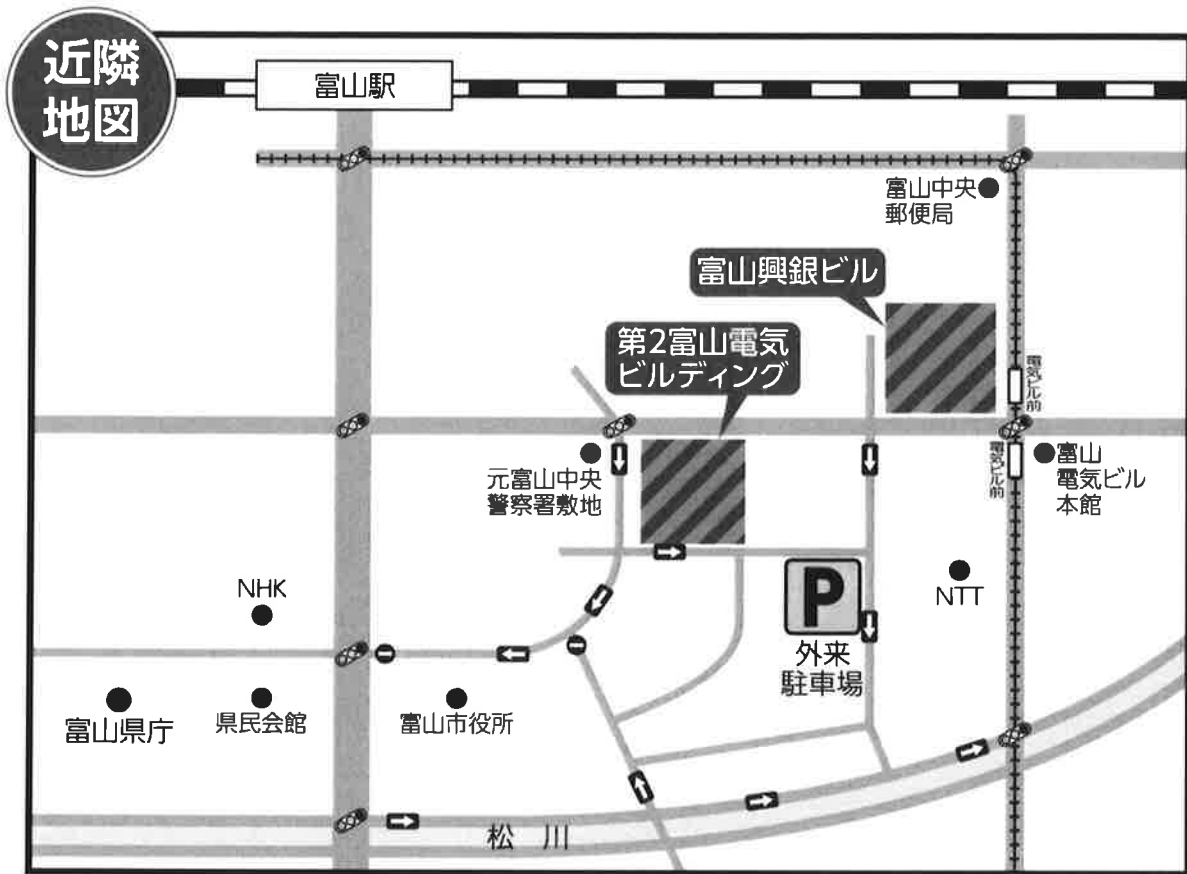 近隣
地図
富山駅
富山中央
郵便局
富山興銀ビル
第2富山電気
ビルディング
電気ビル前
元富山中央
警察署敷地
電気ビル前
富山
電気ビル
本館
NHK
P
外来
駐車場
NTT
富山県庁
県民会館
富山市役所
松川